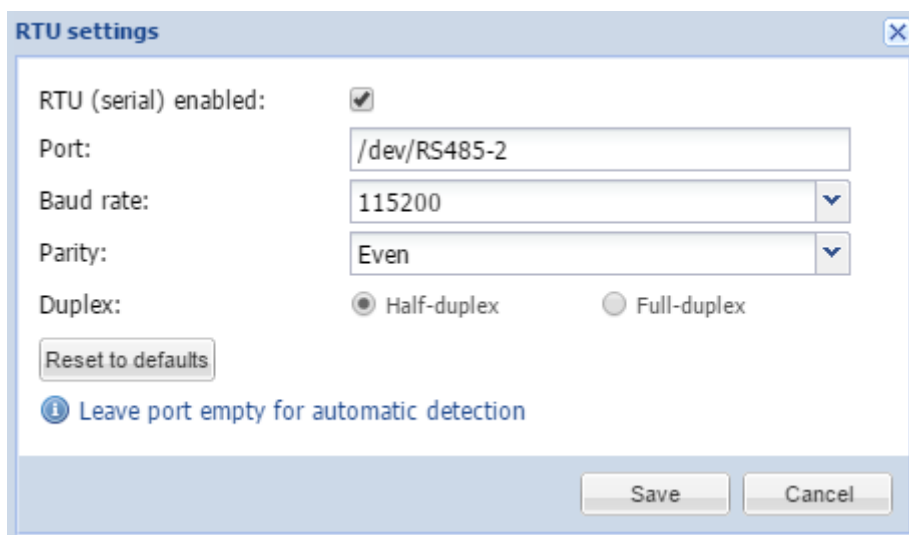 RTU settings
RTU (serial) enabled:
Port: /dev/RS485-2
Baud rate: 115200
Parity: Even
Duplex: Half-duplex Full-duplex
Reset to defaults
Leave port empty for automatic detection
Save Cancel